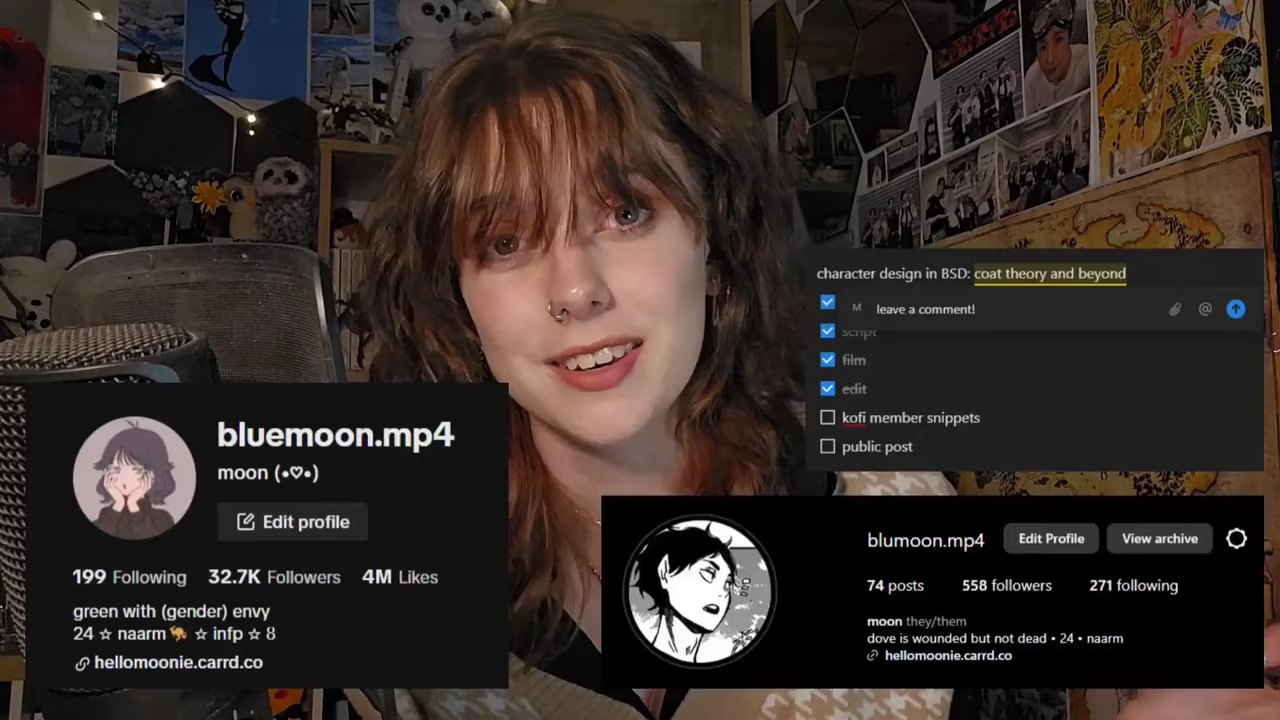 character design in BSD: coat theory and beyond
M leave a comment!
script
film
edit
kofi member snippets
public post
bluemoon.mp4
moon (•♡•)
Edit profile
199 Following 32.7K Followers 4M Likes
green with (gender) envy
24 ☆ naarm🐪 ☆ infp ☆ 8
hellomoonie.carrd.co
blumoon.mp4 Edit Profile View archive
74 posts 558 followers 271 following
moon they/them
dove is wounded but not dead • 24 • naarm
hellomoonie.carrd.co